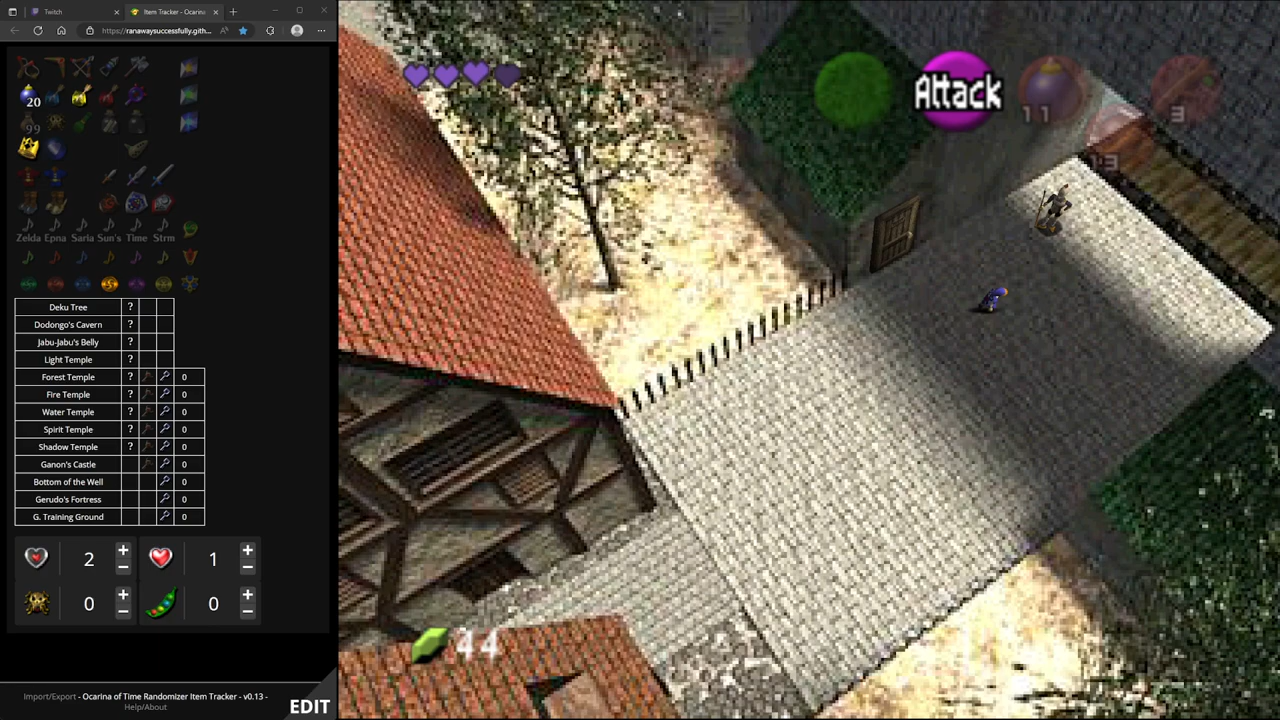 Twitch
Item Tracker - Ocarina
https://ranawaysuccessfully.gith...
20
99
Zelda Epna Saria Sun's Time Strm
Deku Tree ?
Dodongo's Cavern ?
Jabu-Jabu's Belly ?
Light Temple ?
Forest Temple ? 0
Fire Temple ? 0
Water Temple ? 0
Spirit Temple ? 0
Shadow Temple ? 0
Ganon's Castle 0
Bottom of the Well 0
Gerudo's Fortress 0
G. Training Ground 0
2 + − 1 + −
0 + − 0 + −
Import/Export - Ocarina of Time Randomizer Item Tracker - v0.13 -
Help/About
EDIT
Attack
11
3
13
44